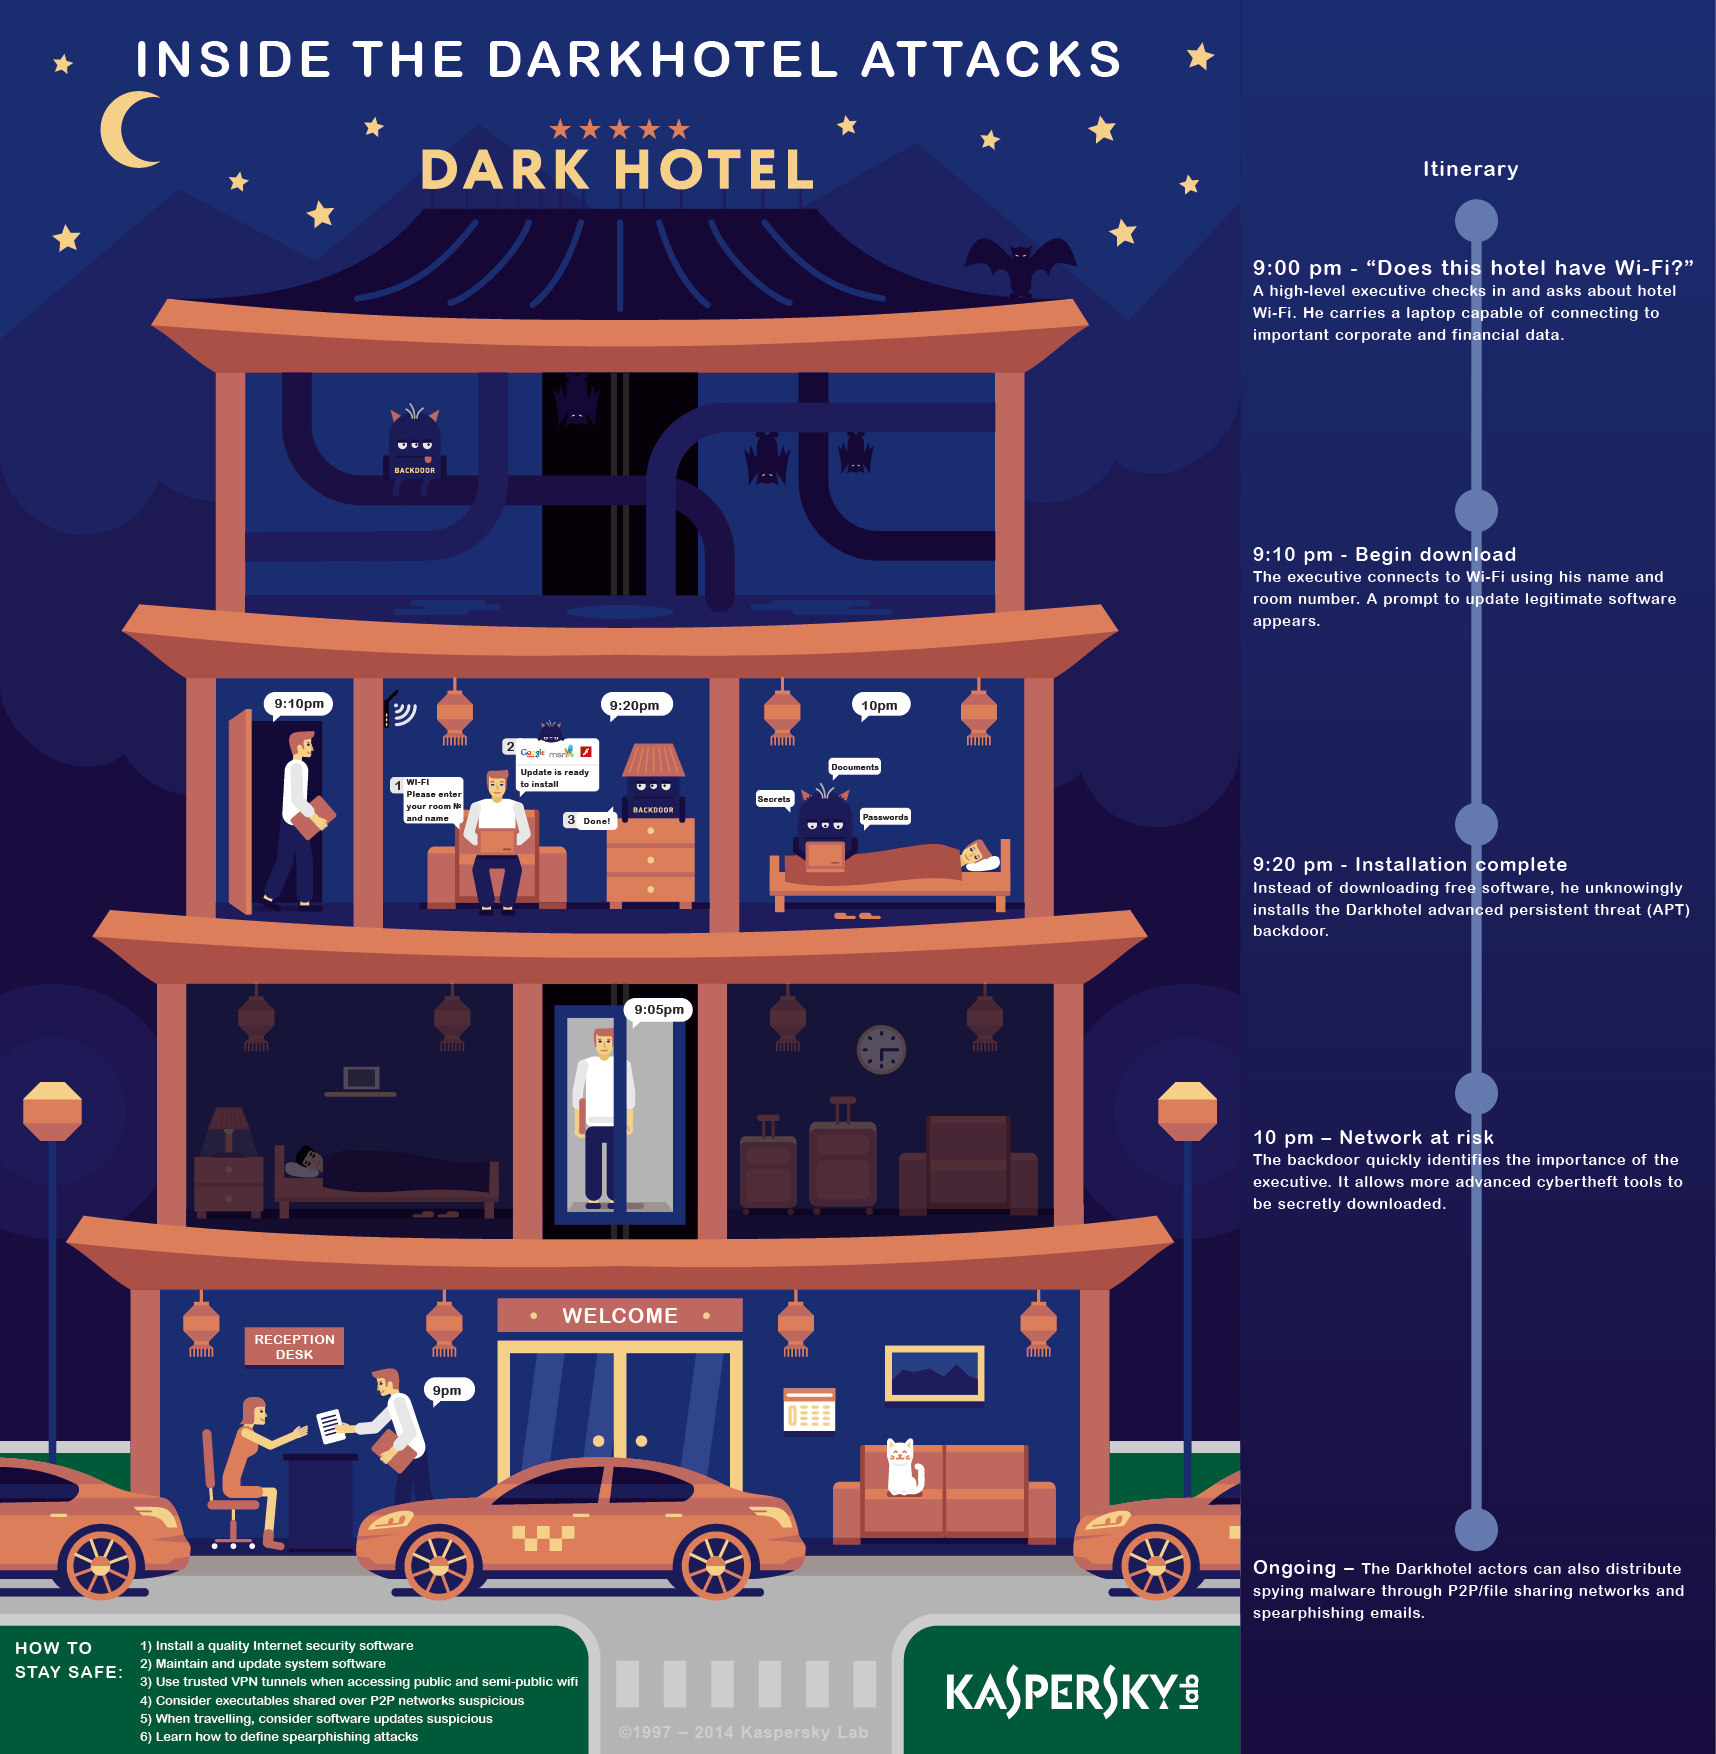 INSIDE THE DARKHOTEL ATTACKS
DARK HOTEL
BACKDOOR
9:10pm
9:20pm
10pm
2
Google
msn
Update is ready
to install
1
WI-FI
Please enter
your room №
and name
3
Done!
BACKDOOR
Documents
Secrets
Passwords
9:05pm
WELCOME
RECEPTION
DESK
9pm
HOW TO
STAY SAFE:
1) Install a quality Internet security software
2) Maintain and update system software
3) Use trusted VPN tunnels when accessing public and semi-public wifi
4) Consider executables shared over P2P networks suspicious
5) When travelling, consider software updates suspicious
6) Learn how to define spearphishing attacks
©1997 – 2014 Kaspersky Lab
KASPERSKY lab
Itinerary
9:00 pm - “Does this hotel have Wi-Fi?”
A high-level executive checks in and asks about hotel
Wi-Fi. He carries a laptop capable of connecting to
important corporate and financial data.
9:10 pm - Begin download
The executive connects to Wi-Fi using his name and
room number. A prompt to update legitimate software
appears.
9:20 pm - Installation complete
Instead of downloading free software, he unknowingly
installs the Darkhotel advanced persistent threat (APT)
backdoor.
10 pm – Network at risk
The backdoor quickly identifies the importance of the
executive. It allows more advanced cybertheft tools to
be secretly downloaded.
Ongoing – The Darkhotel actors can also distribute
spying malware through P2P/file sharing networks and
spearphishing emails.